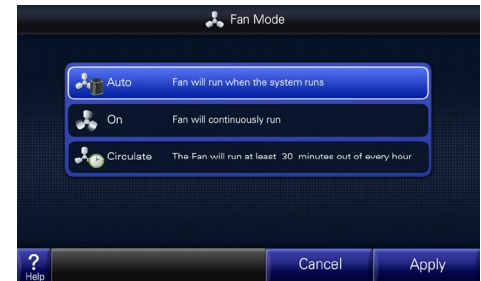 Fan Mode
Auto Fan will run when the system runs
On Fan will continuously run
Circulate The Fan will run at least 30 minutes out of every hour
? Help Cancel Apply